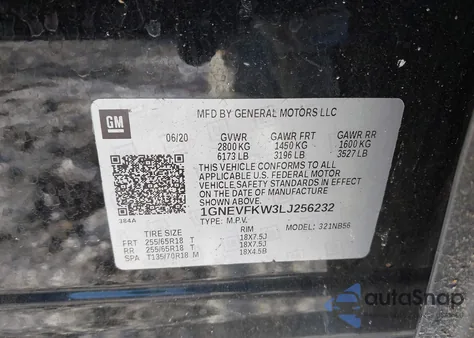 GM
MFD BY GENERAL MOTORS LLC
06/20 GVWR GAWR FRT GAWR RR
2800 KG 1450 KG 1600 KG
6173 LB 3196 LB 3527 LB
THIS VEHICLE CONFORMS TO ALL
APPLICABLE U.S. FEDERAL MOTOR
VEHICLE SAFETY STANDARDS IN EFFECT
ON THE DATE OF MANUFACTURE
SHOWN ABOVE.
384A 1GNEVFKW3LJ256232
TYPE: M.P.V. MODEL: 321NB56
TIRE SIZE RIM
FRT 255/65R18 T 18X7.5J
RR 255/65R18 T 18X7.5J
SPA T135/70R18 M 18X4.5B
autoSnap